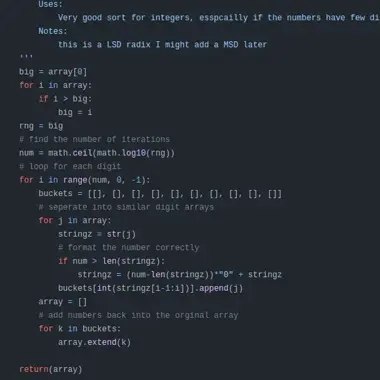 Uses:
Very good sort for integers, esspcailly if the numbers have few di
Notes:
this is a LSD radix I might add a MSD later
'''
big = array[0]
for i in array:
if i > big:
big = i
rng = big
# find the number of iterations
num = math.ceil(math.log10(rng))
# loop for each digit
for i in range(num, 0, -1):
buckets = [[], [], [], [], [], [], [], [], [], []]
# seperate into similar digit arrays
for j in array:
stringz = str(j)
# format the number correctly
if num > len(stringz):
stringz = (num-len(stringz))*"0" + stringz
buckets[int(stringz[i-1:i])].append(j)
array = []
# add numbers back into the orginal array
for k in buckets:
array.extend(k)
return(array)